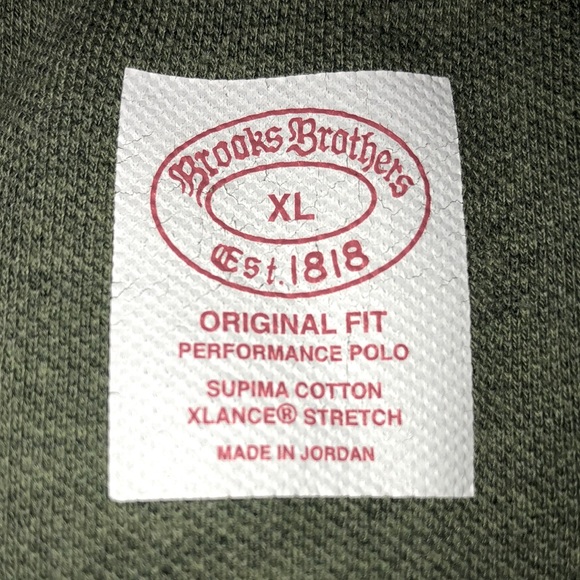 Brooks Brothers
XL
Est. 1818
ORIGINAL FIT
PERFORMANCE POLO
SUPIMA COTTON
XLANCE® STRETCH
MADE IN JORDAN